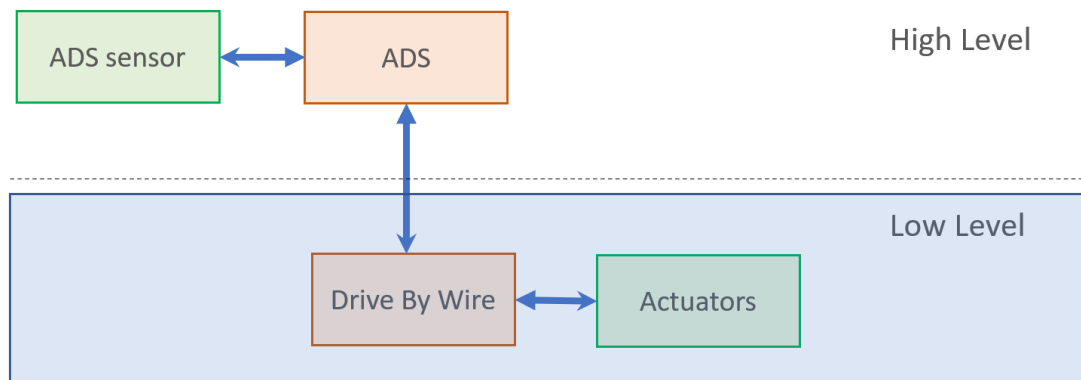 ADS sensor
ADS
High Level
Low Level
Drive By Wire
Actuators